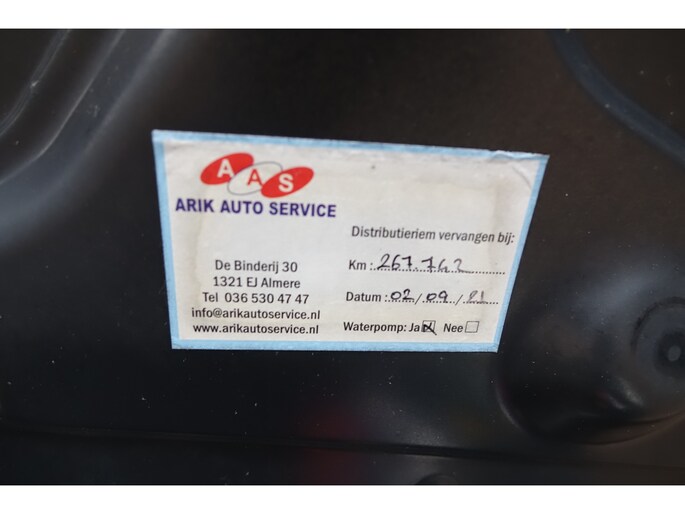 AAS
ARIK AUTO SERVICE
De Binderij 30
1321 EJ Almere
Tel 036 530 47 47
info@arikautoservice.nl
www.arikautoservice.nl
Distributieriem vervangen bij:
Km : 267.742
Datum : 02/09/21
Waterpomp: Ja ☒ Nee ☐